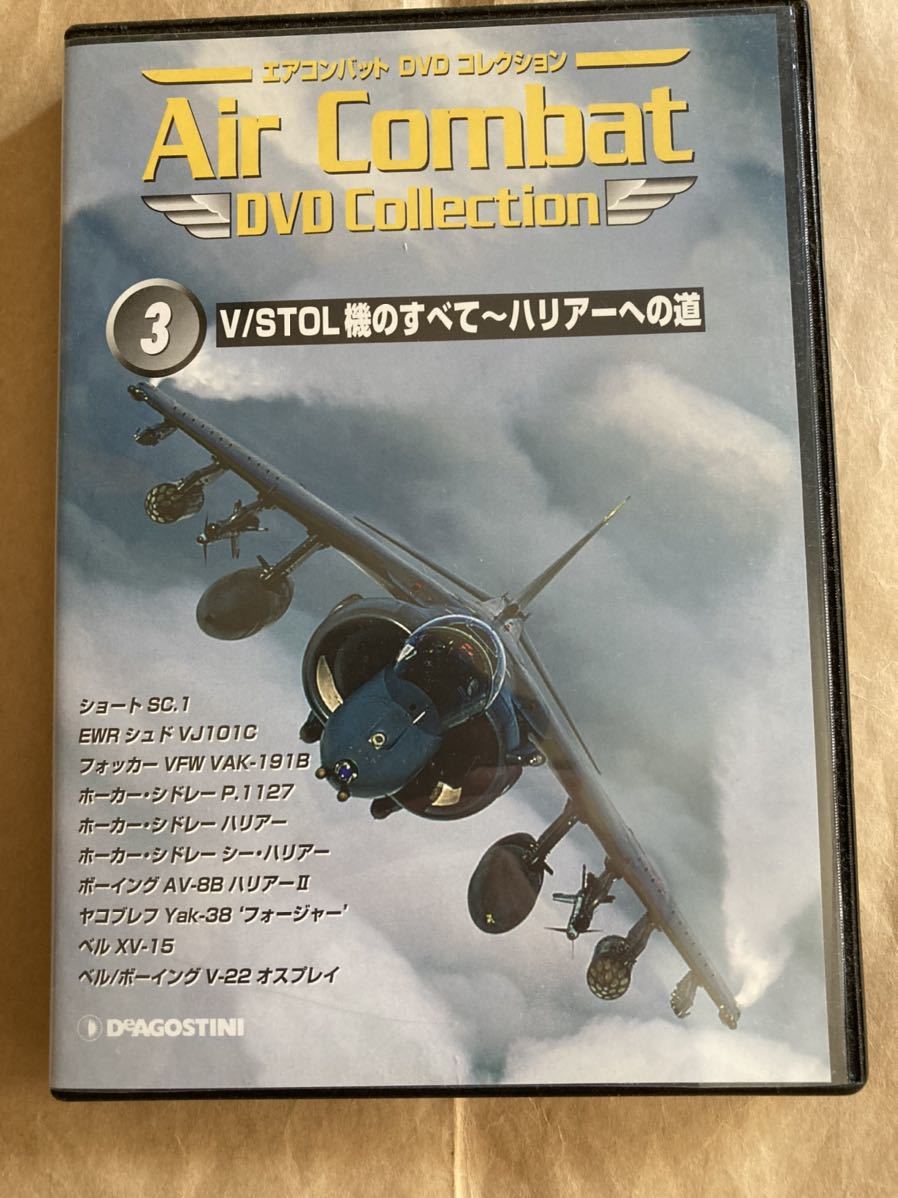 エアコンバット DVD コレクション
Air Combat
DVD Collection
3
V/STOL機のすべて〜ハリアーへの道
ショート SC.1
EWR シュド VJ101C
フォッカー VFW VAK-191B
ホーカー・シドレー P.1127
ホーカー・シドレー ハリアー
ホーカー・シドレー シー・ハリアー
ボーイング AV-8B ハリアーⅡ
ヤコブレフ Yak-38 'フォージャー'
ベル XV-15
ベル/ボーイング V-22 オスプレイ
DeAGOSTINI